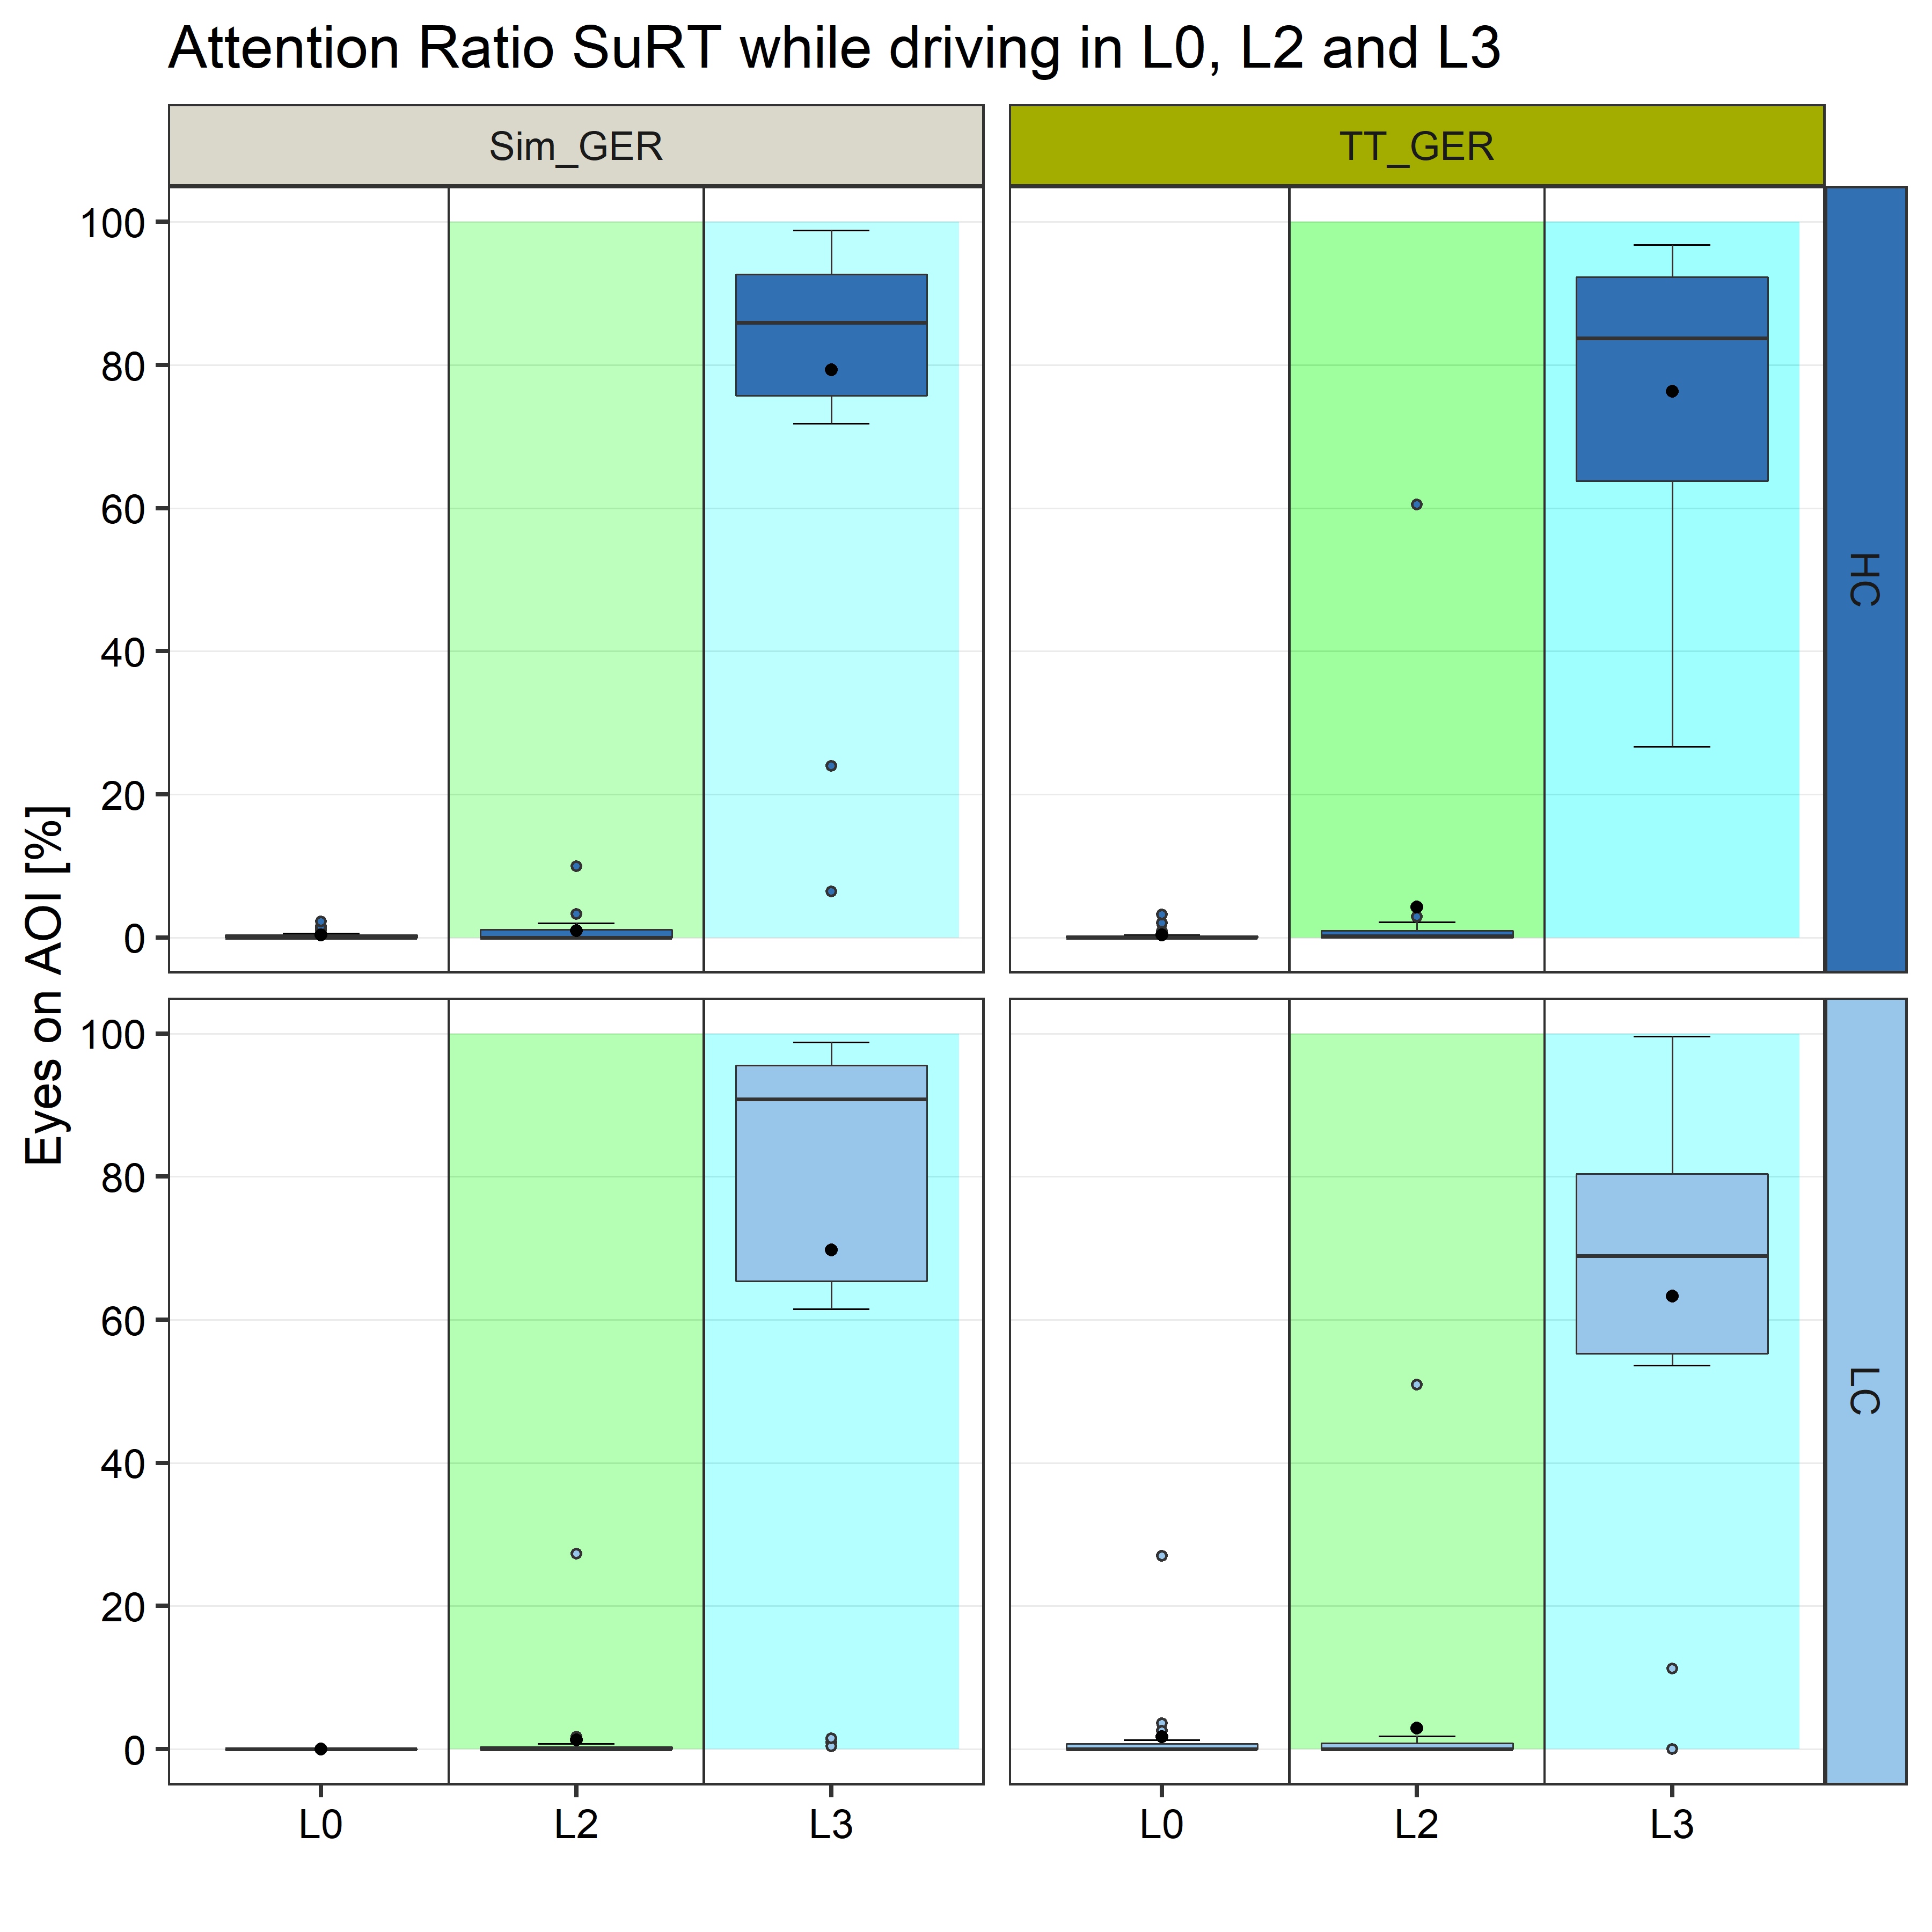 Attention Ratio SuRT while driving in L0, L2 and L3
Sim_GER
TT_GER
Eyes on AOI [%]
100
80
60
40
20
0
HC
100
80
60
40
20
0
LC
L0
L2
L3
L0
L2
L3